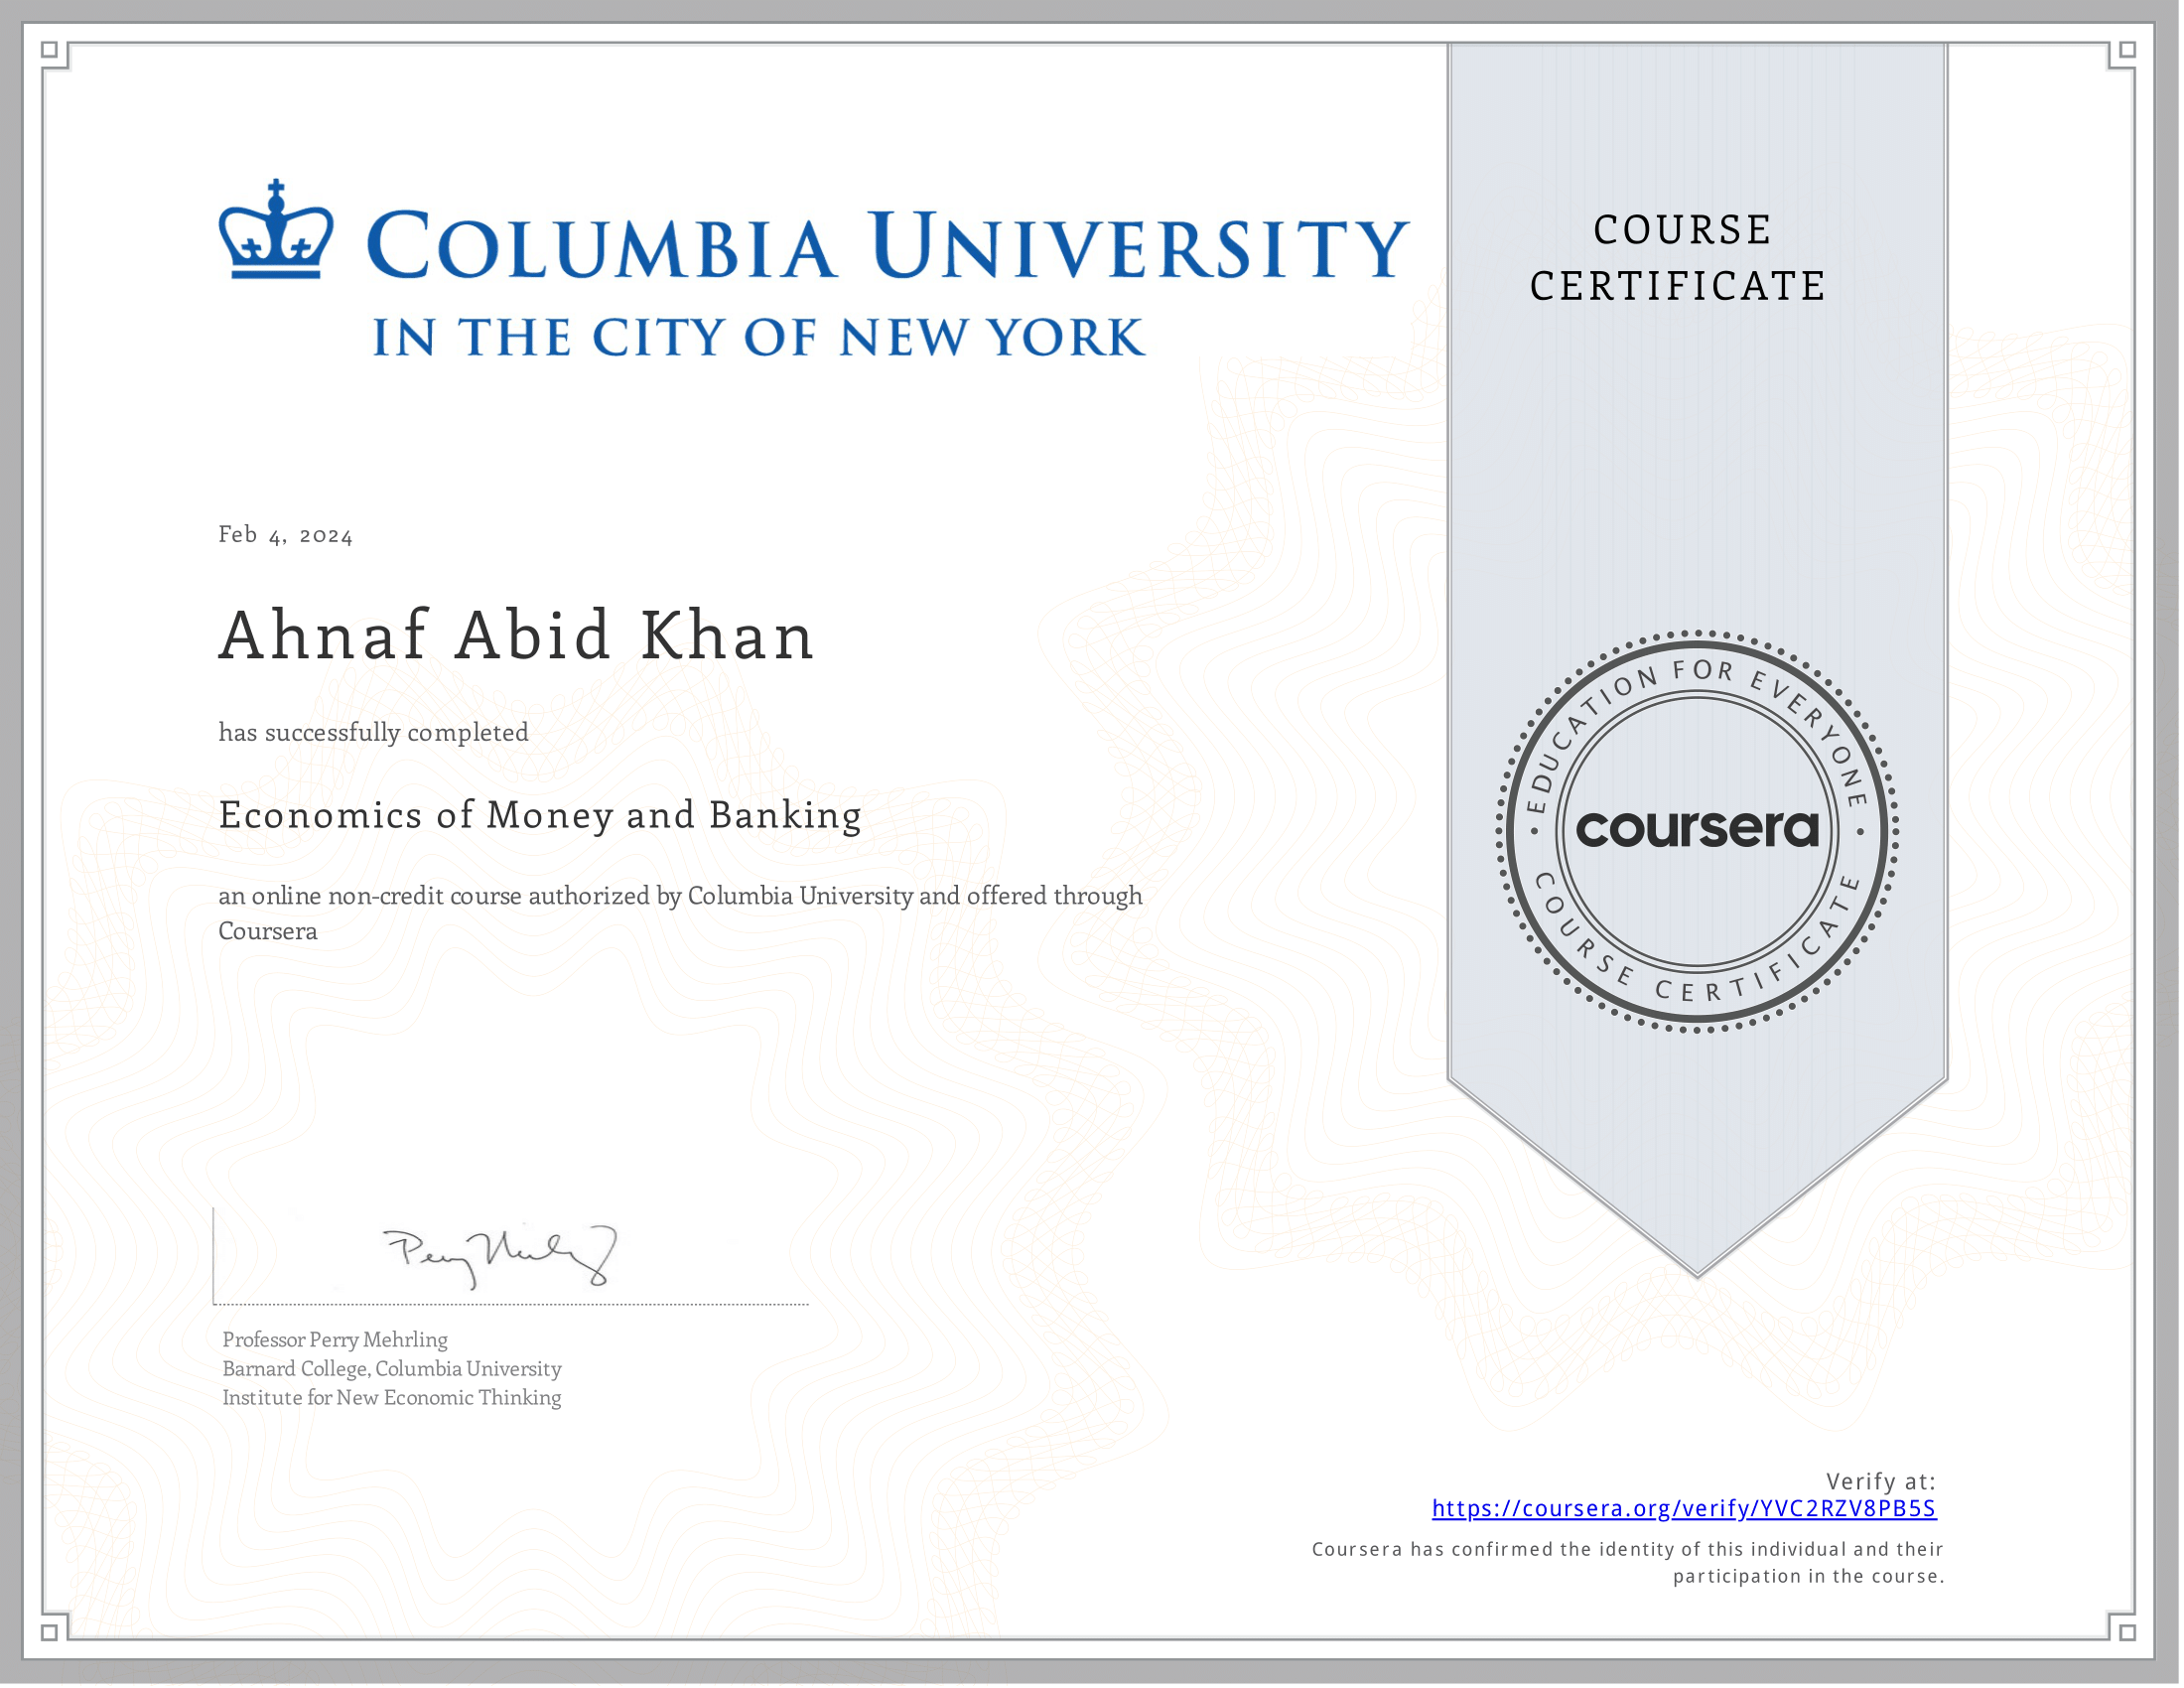 COLUMBIA UNIVERSITY
IN THE CITY OF NEW YORK
COURSE
CERTIFICATE
Feb 4, 2024
Ahnaf Abid Khan
has successfully completed
Economics of Money and Banking
an online non-credit course authorized by Columbia University and offered through
Coursera
EDUCATION FOR EVERYONE
coursera
COURSE CERTIFICATE
Perry Mehrling
Professor Perry Mehrling
Barnard College, Columbia University
Institute for New Economic Thinking
Verify at:
https://coursera.org/verify/YVC2RZV8PB5S
Coursera has confirmed the identity of this individual and their
participation in the course.